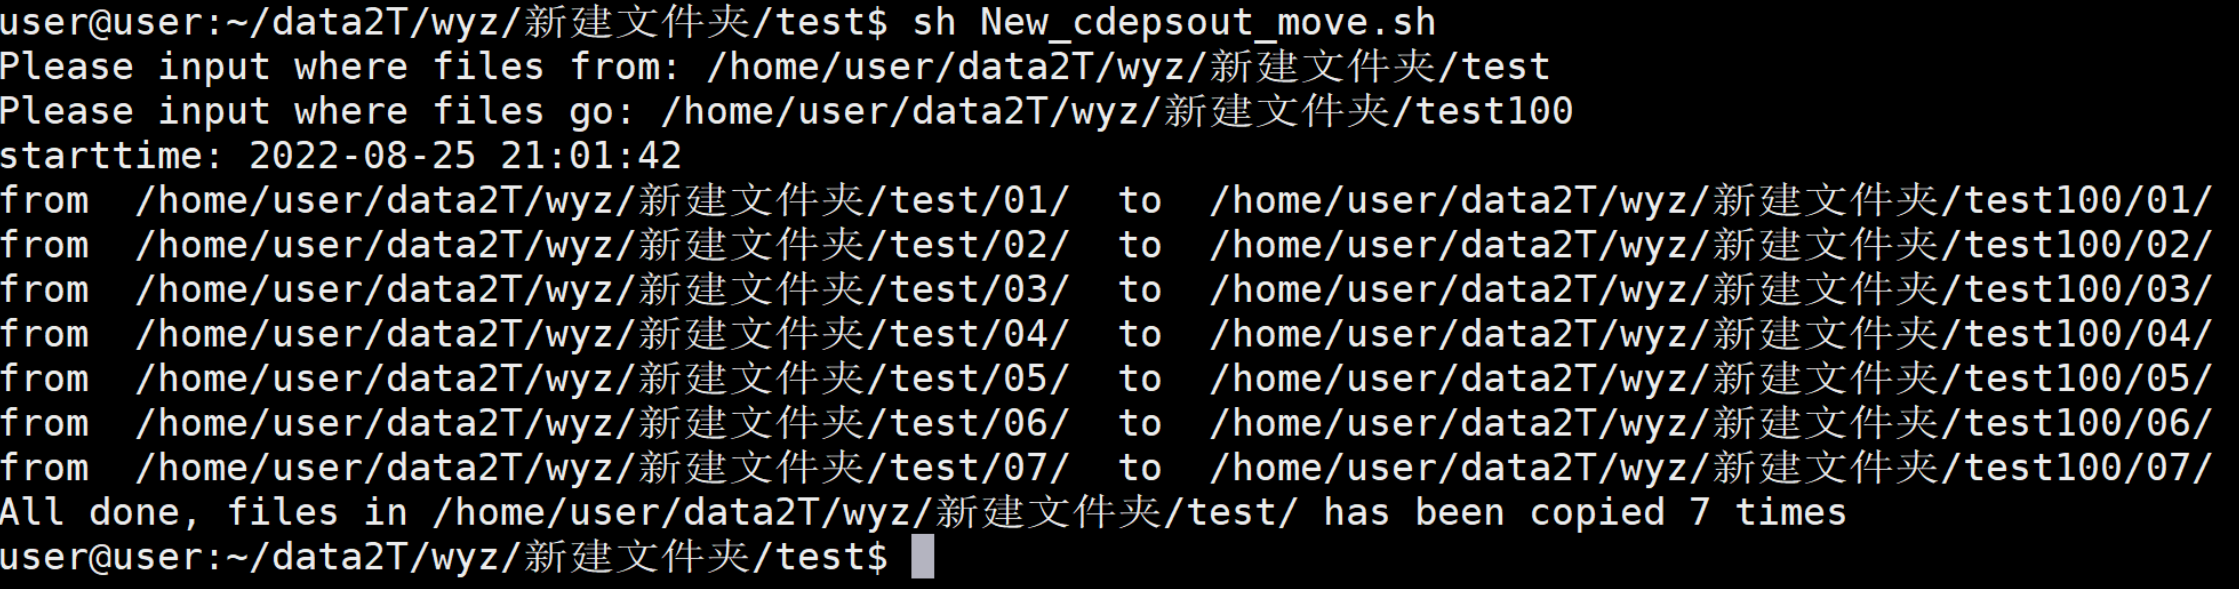 user@user:~/data2T/wyz/新建文件夹/test$ sh New_cdepsout_move.sh
Please input where files from: /home/user/data2T/wyz/新建文件夹/test
Please input where files go: /home/user/data2T/wyz/新建文件夹/test100
starttime: 2022-08-25 21:01:42
from  /home/user/data2T/wyz/新建文件夹/test/01/  to  /home/user/data2T/wyz/新建文件夹/test100/01/
from  /home/user/data2T/wyz/新建文件夹/test/02/  to  /home/user/data2T/wyz/新建文件夹/test100/02/
from  /home/user/data2T/wyz/新建文件夹/test/03/  to  /home/user/data2T/wyz/新建文件夹/test100/03/
from  /home/user/data2T/wyz/新建文件夹/test/04/  to  /home/user/data2T/wyz/新建文件夹/test100/04/
from  /home/user/data2T/wyz/新建文件夹/test/05/  to  /home/user/data2T/wyz/新建文件夹/test100/05/
from  /home/user/data2T/wyz/新建文件夹/test/06/  to  /home/user/data2T/wyz/新建文件夹/test100/06/
from  /home/user/data2T/wyz/新建文件夹/test/07/  to  /home/user/data2T/wyz/新建文件夹/test100/07/
All done, files in /home/user/data2T/wyz/新建文件夹/test/ has been copied 7 times
user@user:~/data2T/wyz/新建文件夹/test$